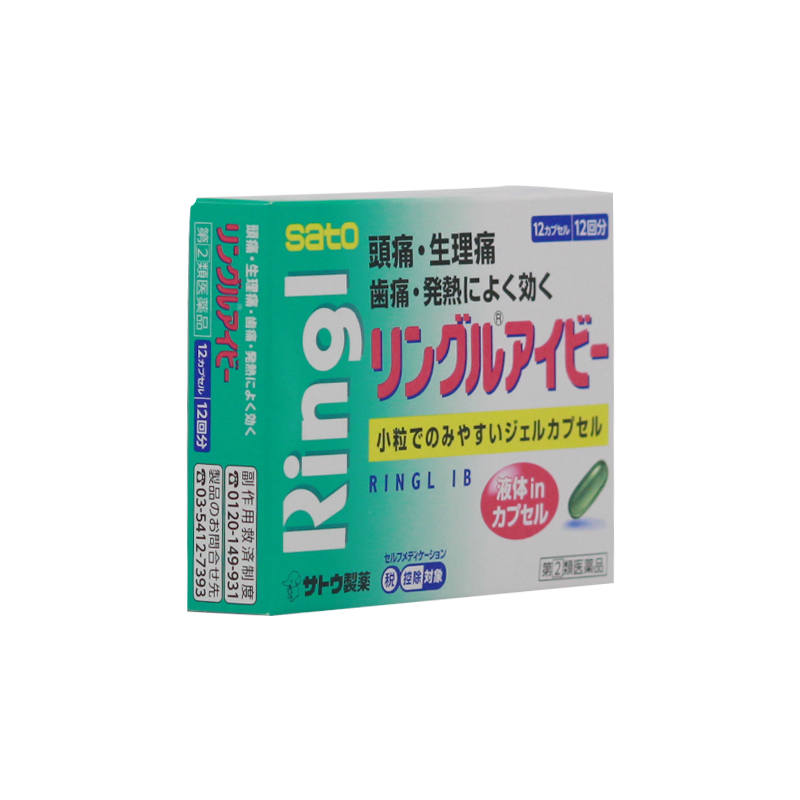 sato
Ringl
頭痛・生理痛
歯痛・発熱によく効く
リングルアイビー®
小粒でのみやすいジェルカプセル
RINGL IB
液体in
カプセル
12カプセル 12回分
セルフメディケーション
税 控除 対象
サトウ製薬
第②類医薬品
頭痛・生理痛・歯痛・発熱によく効く
リングルアイビー
第②類医薬品
12カプセル 12回分
副作用救済制度
☎0120-149-931
製品のお問合せ先
☎03-5412-7393